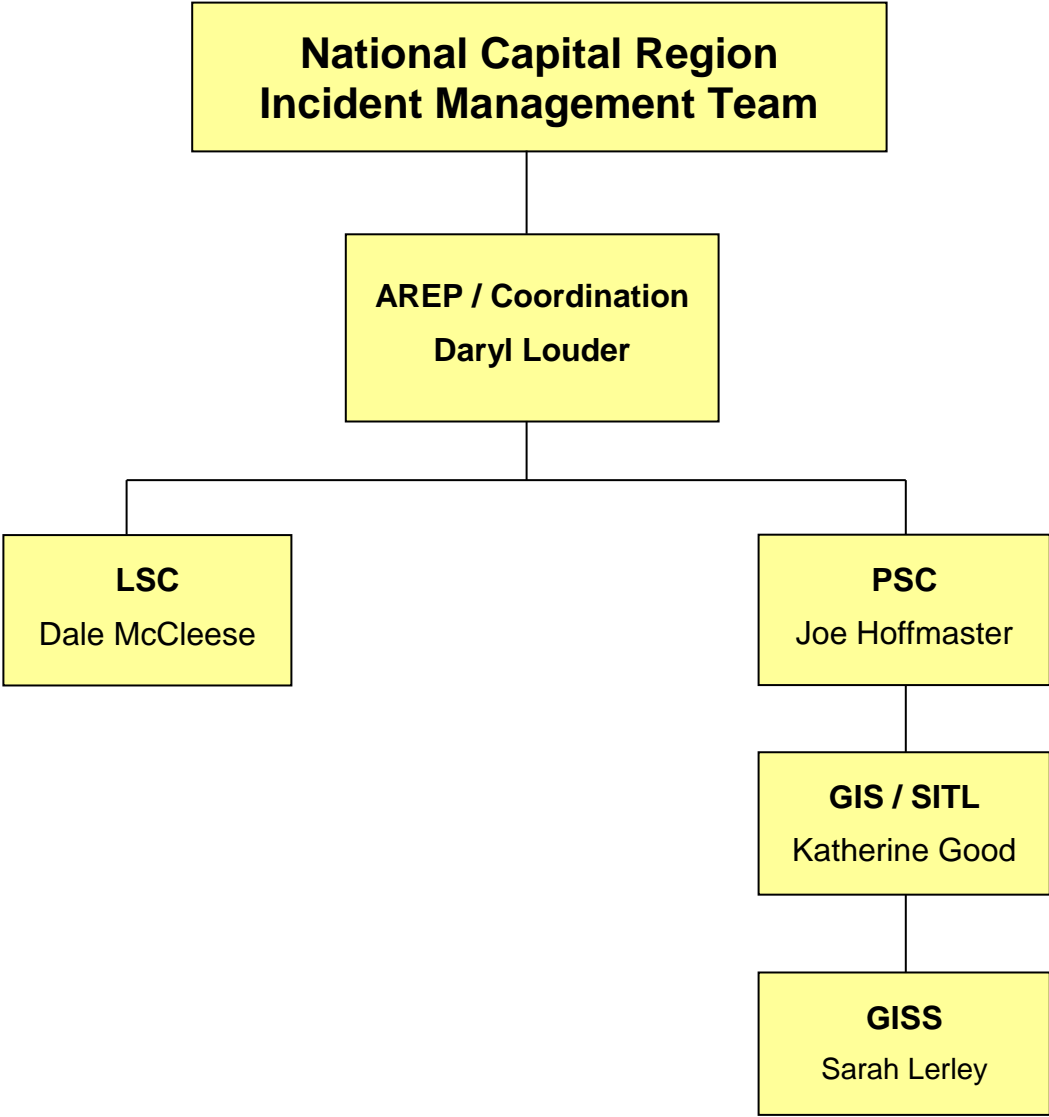 National Capital Region
Incident Management Team
AREP / Coordination
Daryl Louder
LSC
Dale McCleese
PSC
Joe Hoffmaster
GIS / SITL
Katherine Good
GISS
Sarah Lerley